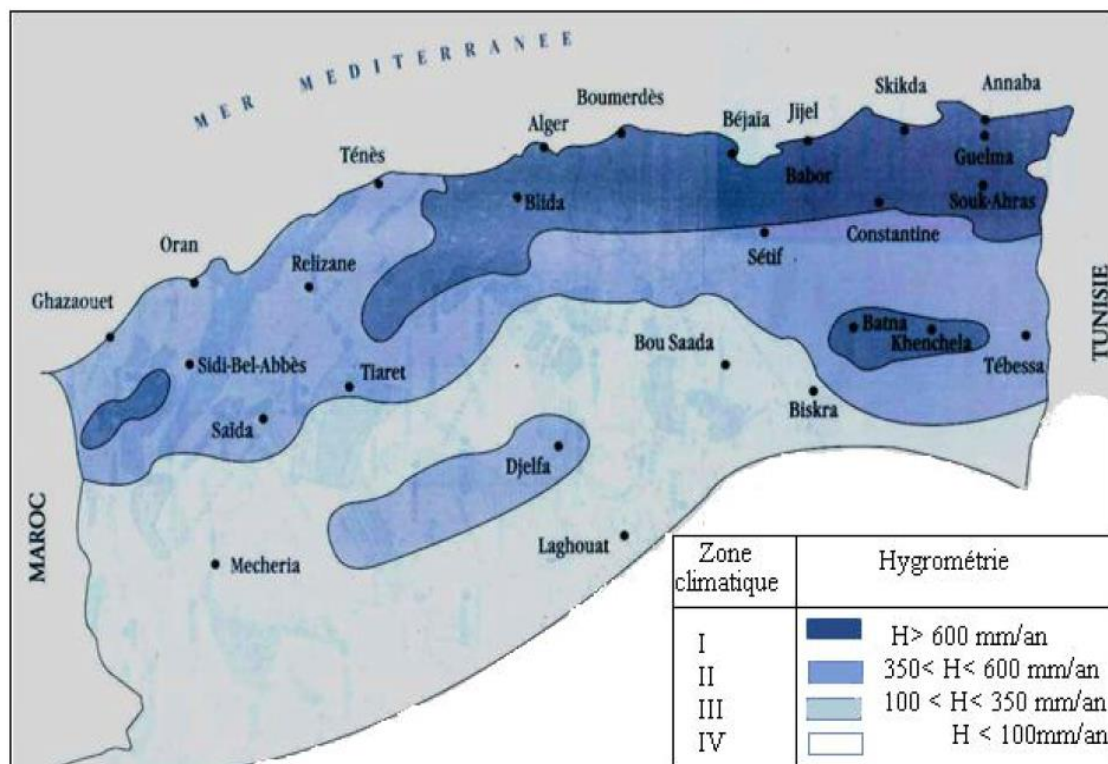 MER MEDITERRANEE
Skikda
Annaba
Boumerdès
Jijel
Béjaïa
Alger
Ténès
Guelma
Babor
Blida
Souk-Ahras
Constantine
Sétif
Oran
Relizane
Ghazaouet
TUNISIE
Batna
Khenchela
Bou Saada
Tébessa
Sidi-Bel-Abbès
Tiaret
Biskra
Saïda
Djelfa
MAROC
Laghouat
Mecheria
Zone climatique
Hygrométrie
I H> 600 mm/an
II 350< H< 600 mm/an
III 100 < H< 350 mm/an
IV H < 100mm/an